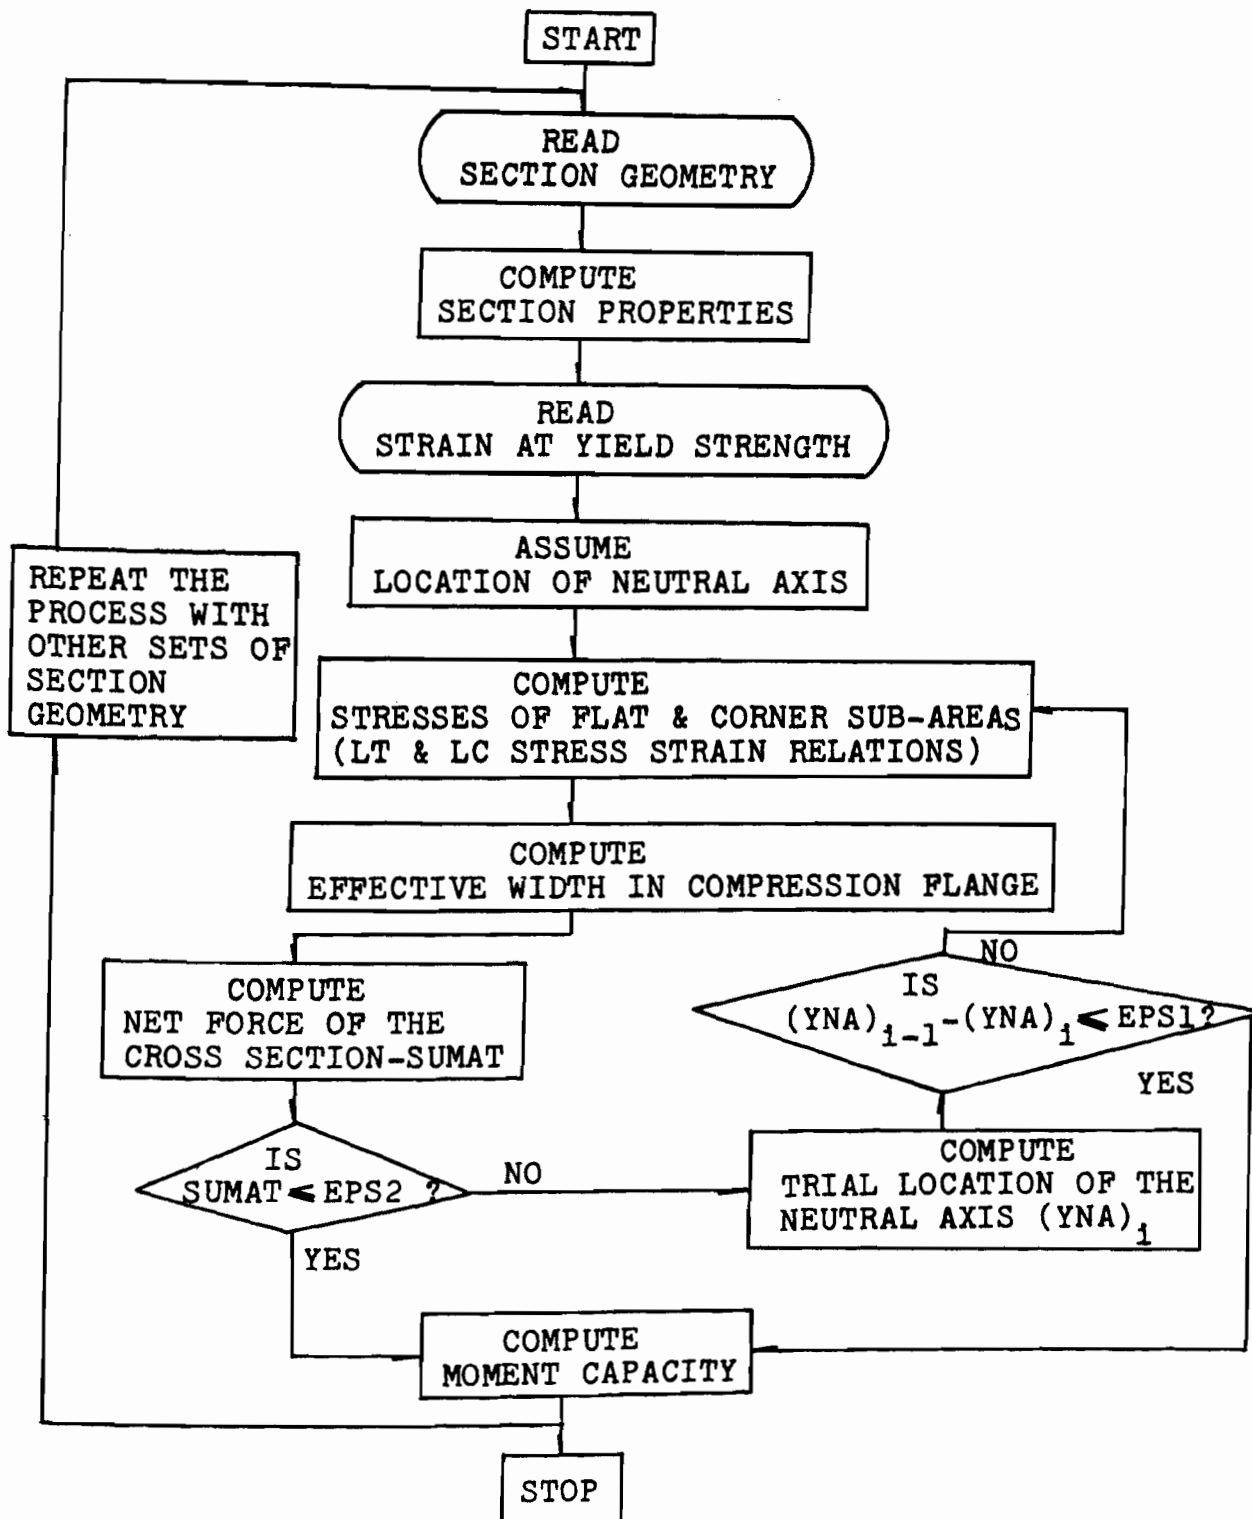 START
READ
SECTION GEOMETRY
COMPUTE
SECTION PROPERTIES
READ
STRAIN AT YIELD STRENGTH
ASSUME
LOCATION OF NEUTRAL AXIS
REPEAT THE
PROCESS WITH
OTHER SETS OF
SECTION
GEOMETRY
COMPUTE
STRESSES OF FLAT & CORNER SUB-AREAS
(LT & LC STRESS STRAIN RELATIONS)
COMPUTE
EFFECTIVE WIDTH IN COMPRESSION FLANGE
COMPUTE
NET FORCE OF THE
CROSS SECTION-SUMAT
IS
SUMAT ≤ EPS2 ?
NO
YES
COMPUTE
TRIAL LOCATION OF THE
NEUTRAL AXIS (YNA)i
NO
IS
(YNA)i-1-(YNA)i ≤ EPS1?
YES
COMPUTE
MOMENT CAPACITY
STOP